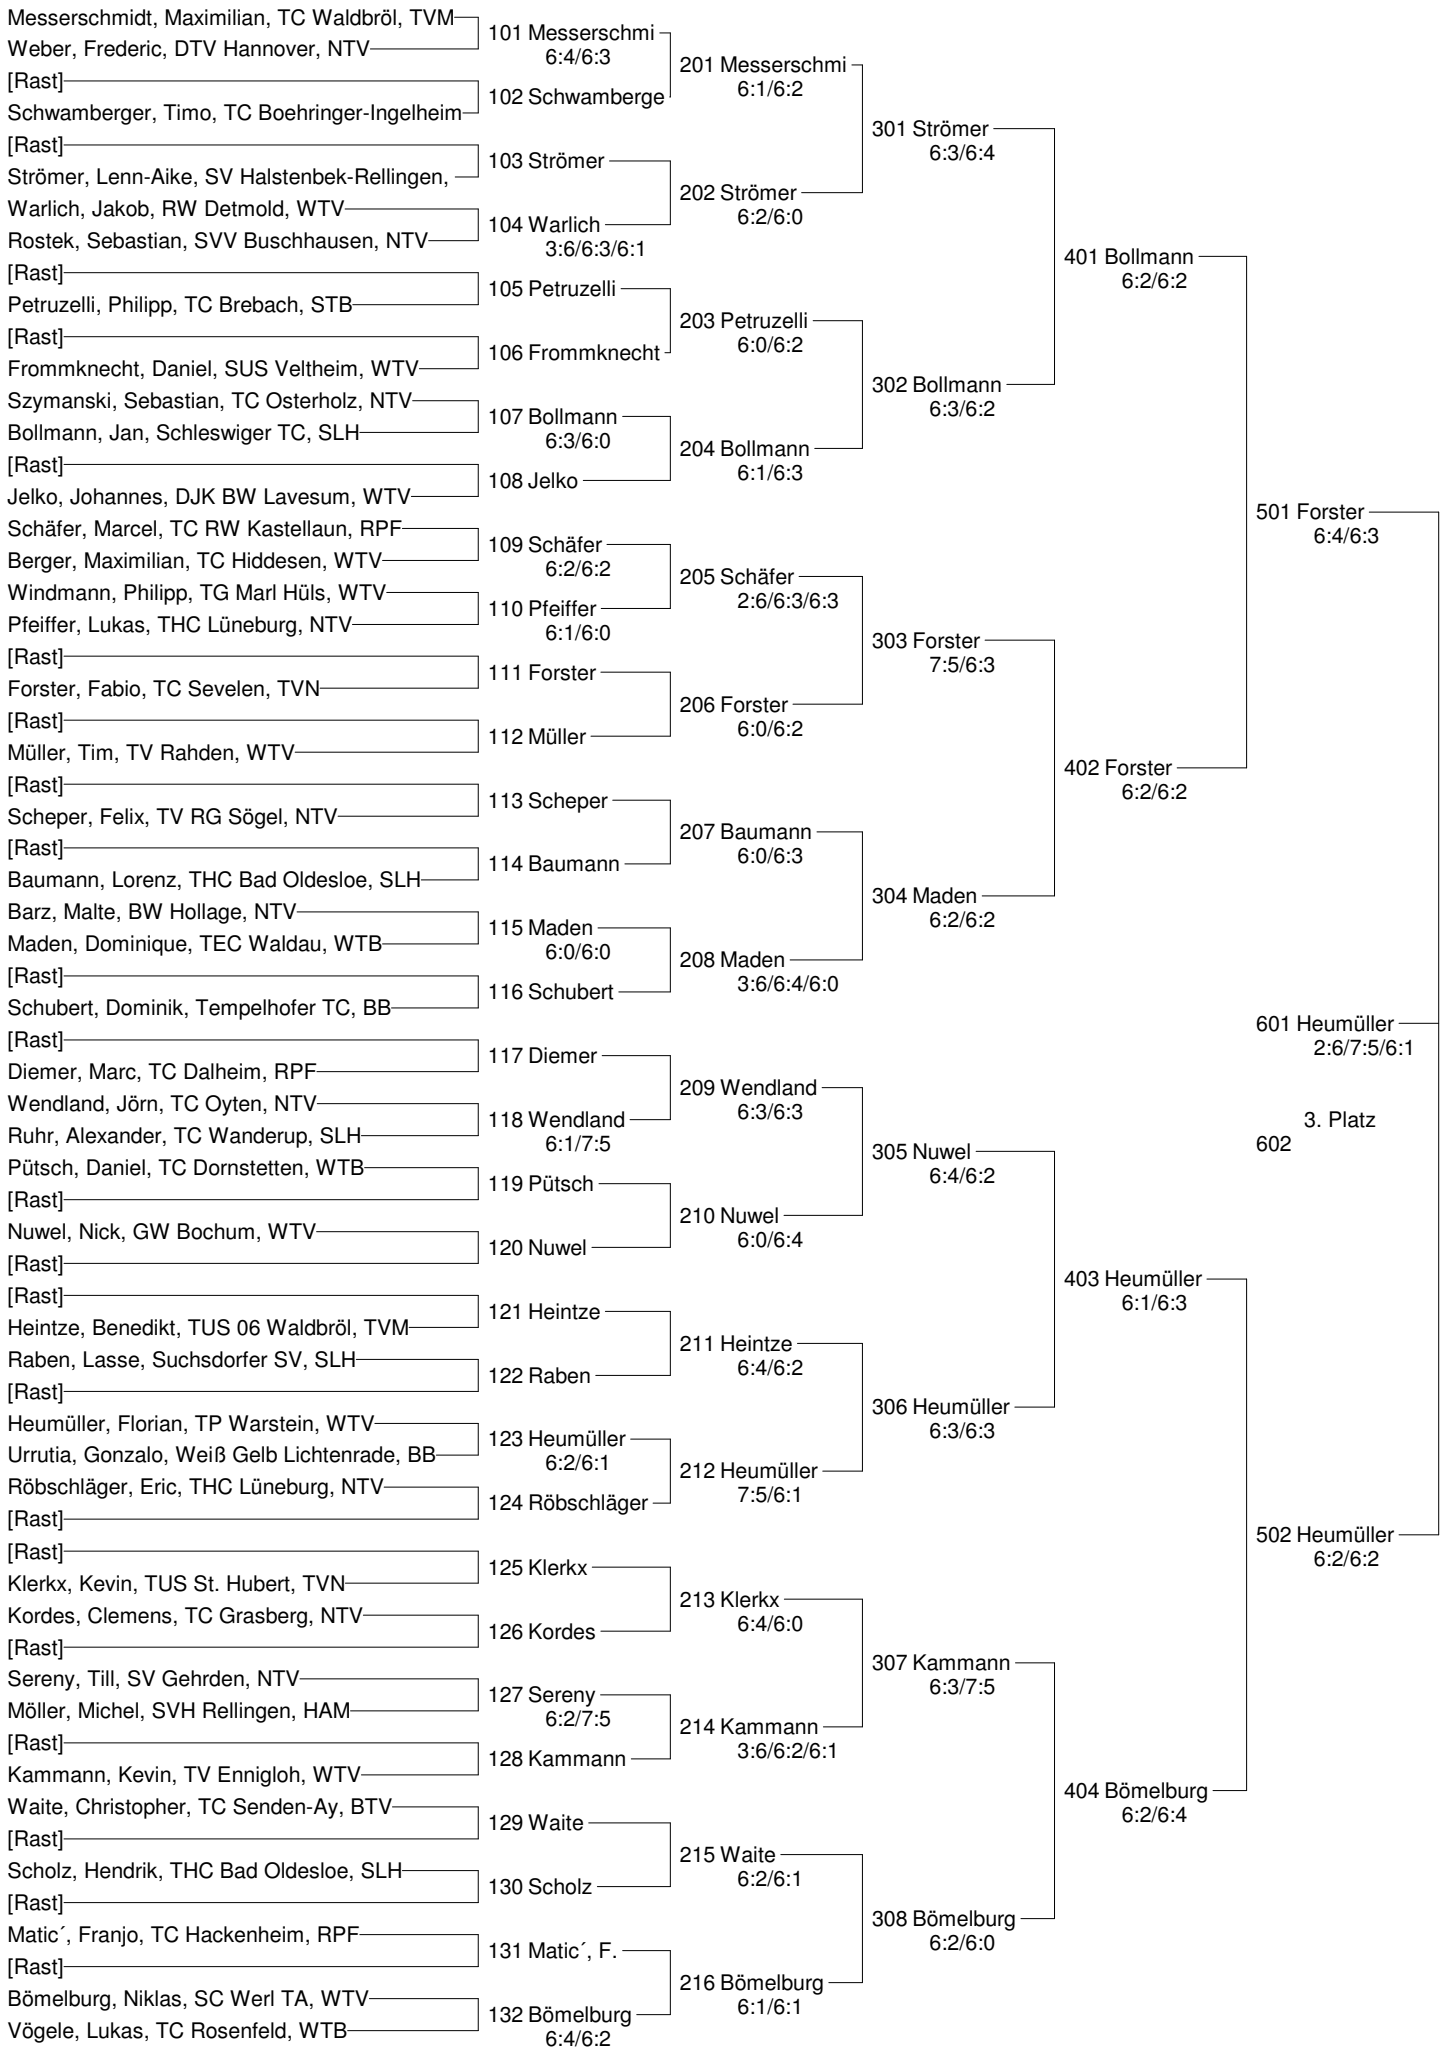 Messerschmidt, Maximilian, TC Waldbröl, TVM
Weber, Frederic, DTV Hannover, NTV
[Rast]
Schwamberger, Timo, TC Boehringer-Ingelheim
[Rast]
Strömer, Lenn-Aike, SV Halstenbek-Rellingen,
Warlich, Jakob, RW Detmold, WTV
Rostek, Sebastian, SVV Buschhausen, NTV
[Rast]
Petruzelli, Philipp, TC Brebach, STB
[Rast]
Frommknecht, Daniel, SUS Veltheim, WTV
Szymanski, Sebastian, TC Osterholz, NTV
Bollmann, Jan, Schleswiger TC, SLH
[Rast]
Jelko, Johannes, DJK BW Lavesum, WTV
Schäfer, Marcel, TC RW Kastellaun, RPF
Berger, Maximilian, TC Hiddesen, WTV
Windmann, Philipp, TG Marl Hüls, WTV
Pfeiffer, Lukas, THC Lüneburg, NTV
[Rast]
Forster, Fabio, TC Sevelen, TVN
[Rast]
Müller, Tim, TV Rahden, WTV
[Rast]
Scheper, Felix, TV RG Sögel, NTV
[Rast]
Baumann, Lorenz, THC Bad Oldesloe, SLH
Barz, Malte, BW Hollage, NTV
Maden, Dominique, TEC Waldau, WTB
[Rast]
Schubert, Dominik, Tempelhofer TC, BB
[Rast]
Diemer, Marc, TC Dalheim, RPF
Wendland, Jörn, TC Oyten, NTV
Ruhr, Alexander, TC Wanderup, SLH
Pütsch, Daniel, TC Dornstetten, WTB
[Rast]
Nuwel, Nick, GW Bochum, WTV
[Rast]
[Rast]
Heintze, Benedikt, TUS 06 Waldbröl, TVM
Raben, Lasse, Suchsdorfer SV, SLH
[Rast]
Heumüller, Florian, TP Warstein, WTV
Urrutia, Gonzalo, Weiß Gelb Lichtenrade, BB
Röbschläger, Eric, THC Lüneburg, NTV
[Rast]
[Rast]
Klerkx, Kevin, TUS St. Hubert, TVN
Kordes, Clemens, TC Grasberg, NTV
[Rast]
Sereny, Till, SV Gehrden, NTV
Möller, Michel, SVH Rellingen, HAM
[Rast]
Kammann, Kevin, TV Ennigloh, WTV
Waite, Christopher, TC Senden-Ay, BTV
[Rast]
Scholz, Hendrik, THC Bad Oldesloe, SLH
[Rast]
Matic´, Franjo, TC Hackenheim, RPF
[Rast]
Bömelburg, Niklas, SC Werl TA, WTV
Vögele, Lukas, TC Rosenfeld, WTB
101 Messerschmi
6:4/6:3
102 Schwamberge
103 Strömer
104 Warlich
3:6/6:3/6:1
105 Petruzelli
106 Frommknecht
107 Bollmann
6:3/6:0
108 Jelko
109 Schäfer
6:2/6:2
110 Pfeiffer
6:1/6:0
111 Forster
112 Müller
113 Scheper
114 Baumann
115 Maden
6:0/6:0
116 Schubert
117 Diemer
118 Wendland
6:1/7:5
119 Pütsch
120 Nuwel
121 Heintze
122 Raben
123 Heumüller
6:2/6:1
124 Röbschläger
125 Klerkx
126 Kordes
127 Sereny
6:2/7:5
128 Kammann
129 Waite
130 Scholz
131 Matic´, F.
132 Bömelburg
6:4/6:2
201 Messerschmi
6:1/6:2
202 Strömer
6:2/6:0
203 Petruzelli
6:0/6:2
204 Bollmann
6:1/6:3
205 Schäfer
2:6/6:3/6:3
206 Forster
6:0/6:2
207 Baumann
6:0/6:3
208 Maden
3:6/6:4/6:0
209 Wendland
6:3/6:3
210 Nuwel
6:0/6:4
211 Heintze
6:4/6:2
212 Heumüller
7:5/6:1
213 Klerkx
6:4/6:0
214 Kammann
3:6/6:2/6:1
215 Waite
6:2/6:1
216 Bömelburg
6:1/6:1
301 Strömer
6:3/6:4
302 Bollmann
6:3/6:2
303 Forster
7:5/6:3
304 Maden
6:2/6:2
305 Nuwel
6:4/6:2
306 Heumüller
6:3/6:3
307 Kammann
6:3/7:5
308 Bömelburg
6:2/6:0
401 Bollmann
6:2/6:2
402 Forster
6:2/6:2
403 Heumüller
6:1/6:3
404 Bömelburg
6:2/6:4
501 Forster
6:4/6:3
601 Heumüller
2:6/7:5/6:1
3. Platz
602
502 Heumüller
6:2/6:2